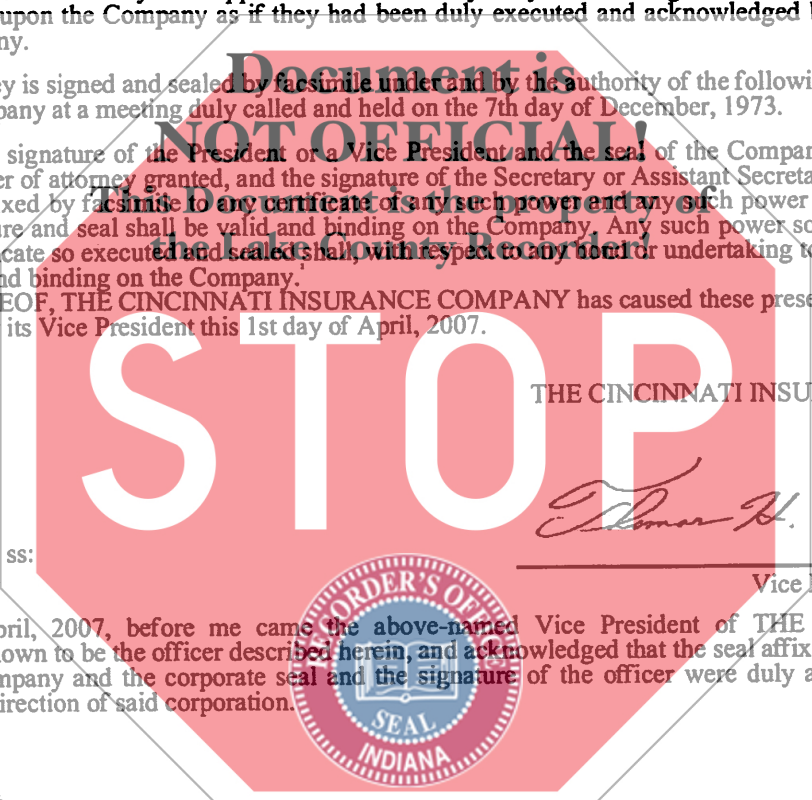 upon the Company as if they had been duly executed and acknowledged
ny.
Document is
ey is signed and sealed by facsimile under and by the authority of the followi
pany at a meeting duly called and held on the 7th day of December, 1973.
NOT OFFICIAL!
signature of the President or a Vice President and the seal of the Compan
er of attorney granted, and the signature of the Secretary or Assistant Secreta
This Document is the property of
xed by facsimile to any certificate of any such power and any such power
ure and seal shall be valid and binding on the Company. Any such power so
the Lake County Recorder!
cate so executed and sealed shall, with respect to any bond or undertaking to
nd binding on the Company.
EOF, THE CINCINNATI INSURANCE COMPANY has caused these prese
its Vice President this 1st day of April, 2007.
STOP
THE CINCINNATI INSU
ss:
Vice
RECORDER'S OFFICE
pril, 2007, before me came the above-named Vice President of THE
own to be the officer described herein, and acknowledged that the seal affix
mpany and the corporate seal and the signature of the officer were duly a
irection of said corporation.
SEAL
INDIANA